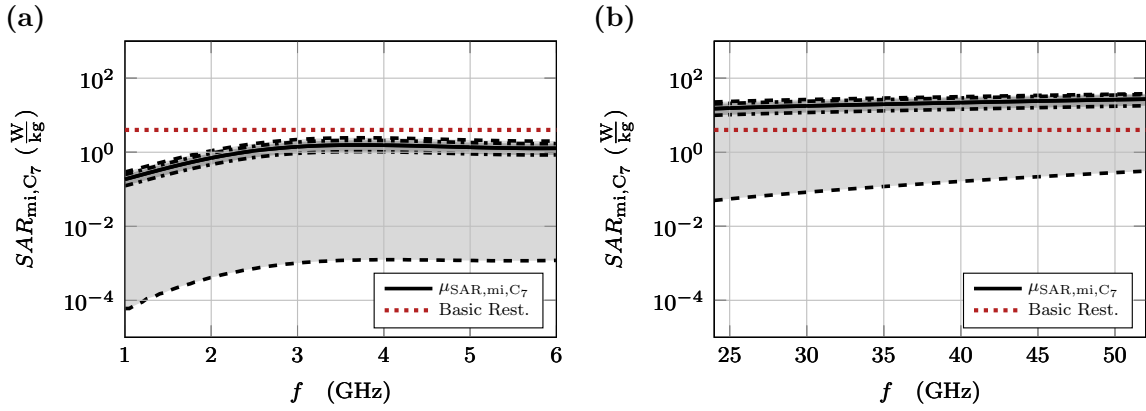 (a)
10^2
10^0
10^−2
10^−4
SAR_mi,C_7 (W/kg)
1 2 3 4 5 6
f (GHz)
μ_SAR,mi,C_7
Basic Rest.
(b)
10^2
10^0
10^−2
10^−4
SAR_mi,C_7 (W/kg)
25 30 35 40 45 50
f (GHz)
μ_SAR,mi,C_7
Basic Rest.